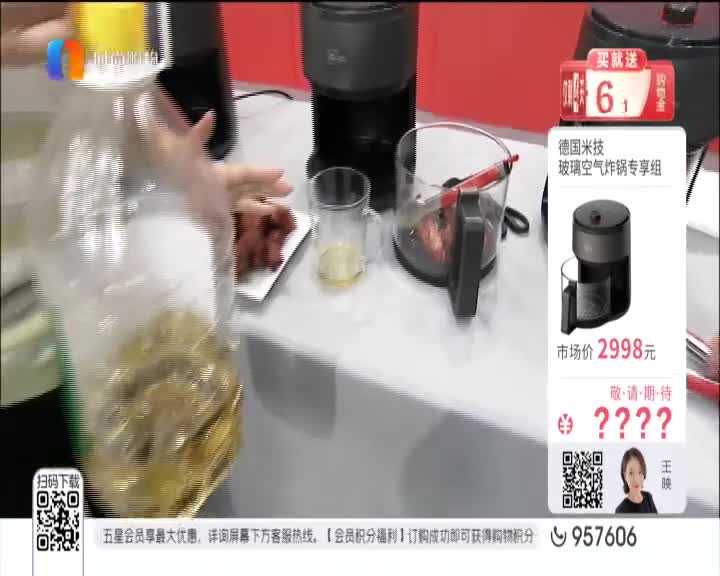 买就送
6 1
购物金
德国米技
玻璃空气炸锅专享组
市场价 2998元
敬·请·期·待
????
王映
扫码下载
五星会员享最大优惠，详询屏幕下方客服热线。【会员积分福利】订购成功即可获得购物积分
957606